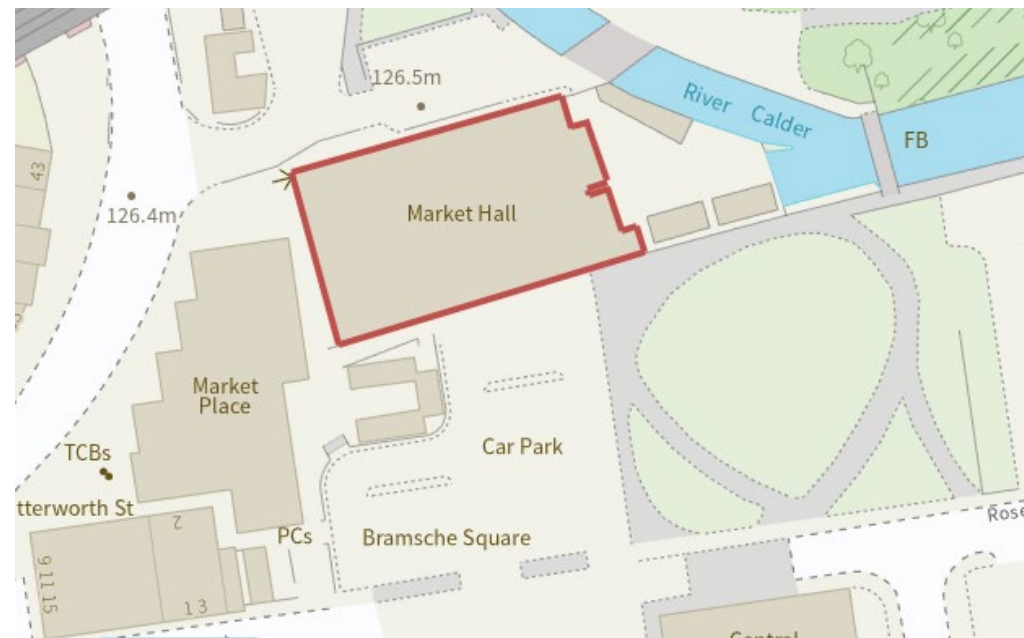 126.5m
River Calder
FB
43
126.4m
Market Hall
Market
Place
TCBs
Car Park
tterworth St
2
PCs
Bramsche Square
Rose
9 11 15
1 3
Central